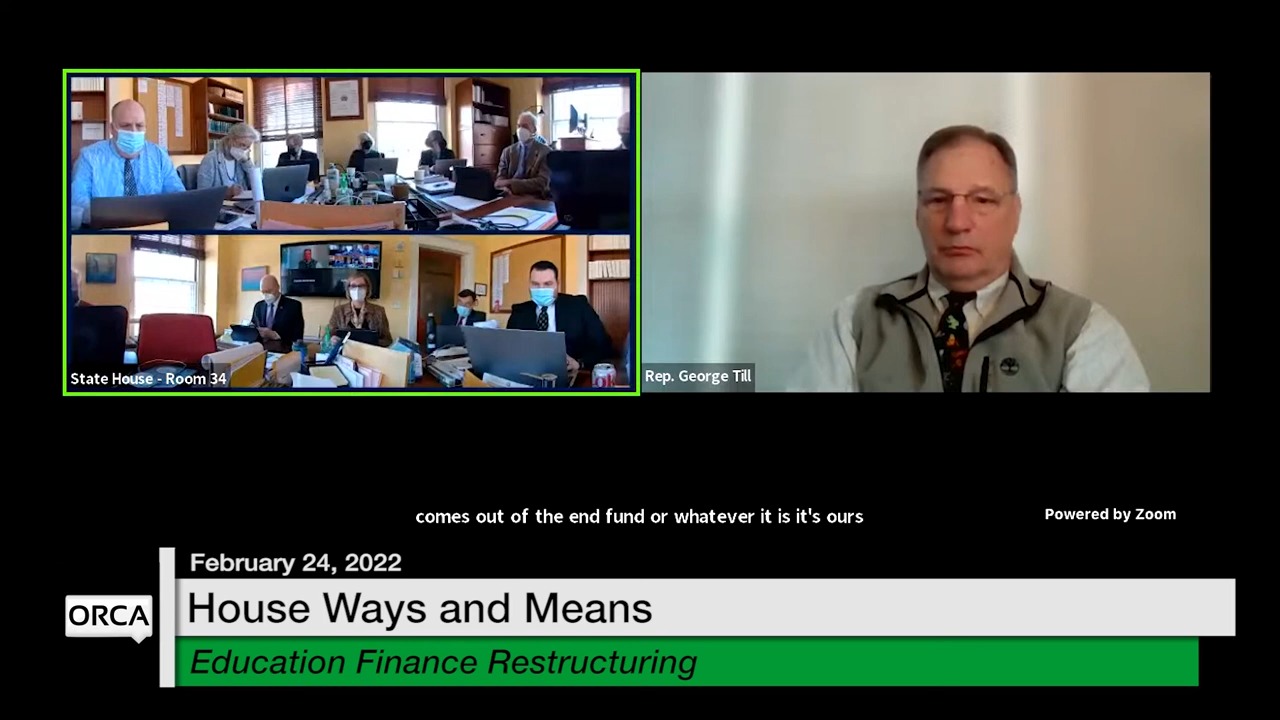 State House - Room 34
Rep. George Till
comes out of the end fund or whatever it is it's ours
Powered by Zoom
February 24, 2022
ORCA
House Ways and Means
Education Finance Restructuring